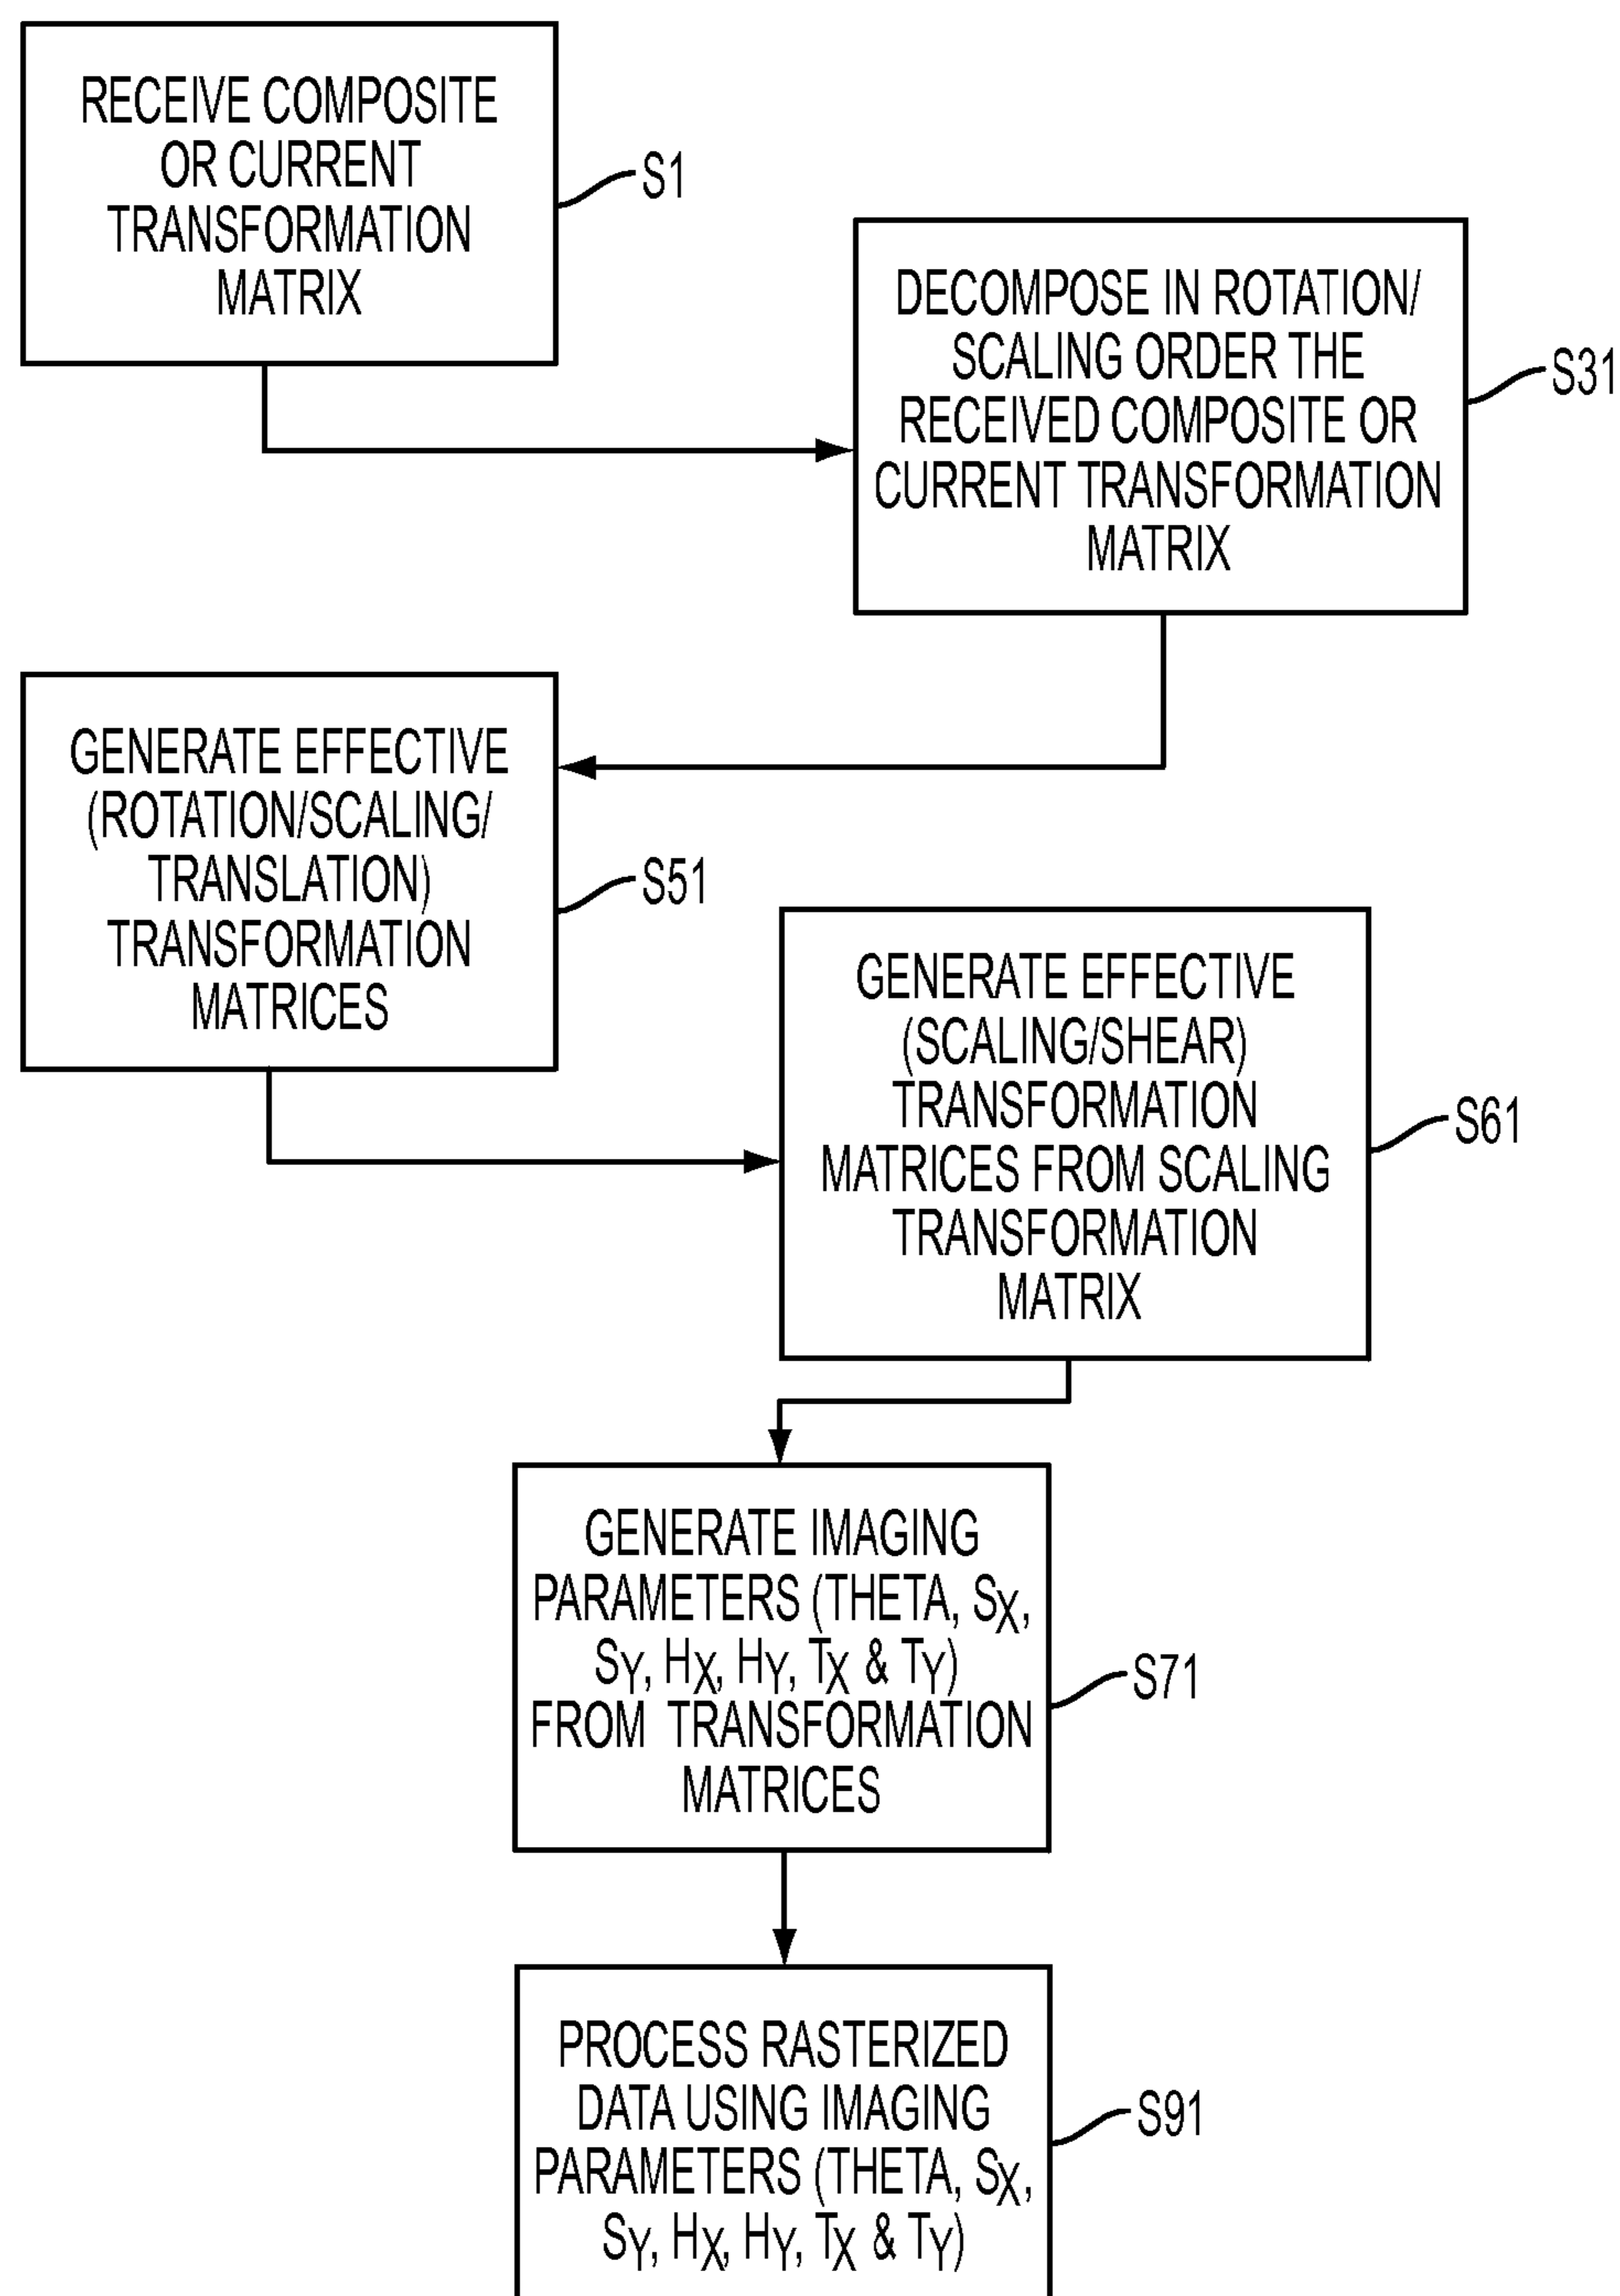 RECEIVE COMPOSITE
OR CURRENT
TRANSFORMATION
MATRIX
S1
DECOMPOSE IN ROTATION/
SCALING ORDER THE
RECEIVED COMPOSITE OR
CURRENT TRANSFORMATION
MATRIX
S31
GENERATE EFFECTIVE
(ROTATION/SCALING/
TRANSLATION)
TRANSFORMATION
MATRICES
S51
GENERATE EFFECTIVE
(SCALING/SHEAR)
TRANSFORMATION
MATRICES FROM SCALING
TRANSFORMATION
MATRIX
S61
GENERATE IMAGING
PARAMETERS (THETA, SX,
SY, HX, HY, TX & TY)
FROM TRANSFORMATION
MATRICES
S71
PROCESS RASTERIZED
DATA USING IMAGING
PARAMETERS (THETA, SX,
SY, HX, HY, TX & TY)
S91